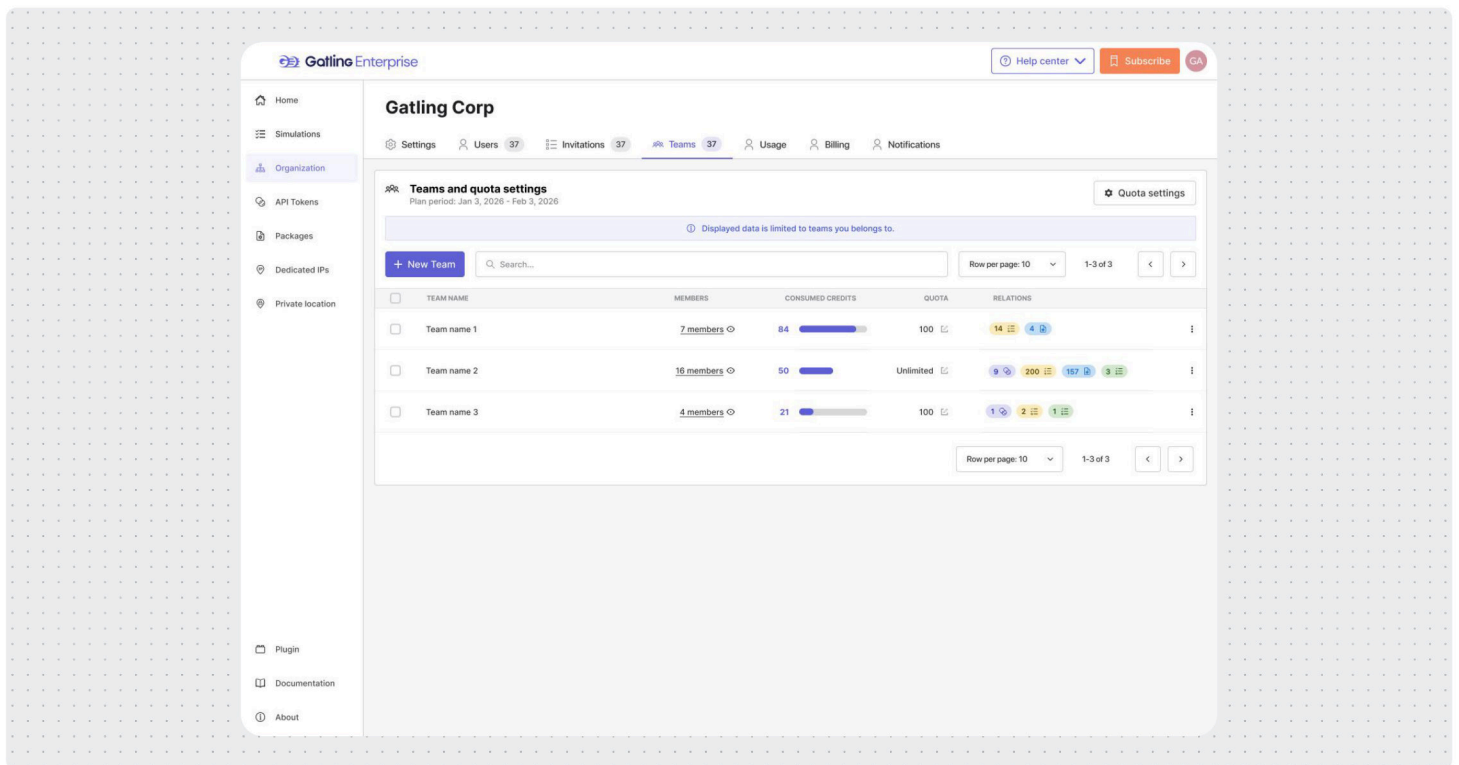 Gatling Enterprise
Help center
Subscribe
GA
Home
Simulations
Organization
API Tokens
Packages
Dedicated IPs
Private location
Plugin
Documentation
About
Gatling Corp
Settings Users 37 Invitations 37 Teams 37 Usage Billing Notifications
Teams and quota settings
Plan period: Jan 3, 2026 - Feb 3, 2026
Quota settings
Displayed data is limited to teams you belongs to.
+ New Team Search... Row per page: 10 1-3 of 3
TEAM NAME MEMBERS CONSUMED CREDITS QUOTA RELATIONS
Team name 1 7 members 84 100 14 4
Team name 2 16 members 50 Unlimited 9 200 157 3
Team name 3 4 members 21 100 1 2 1
Row per page: 10 1-3 of 3